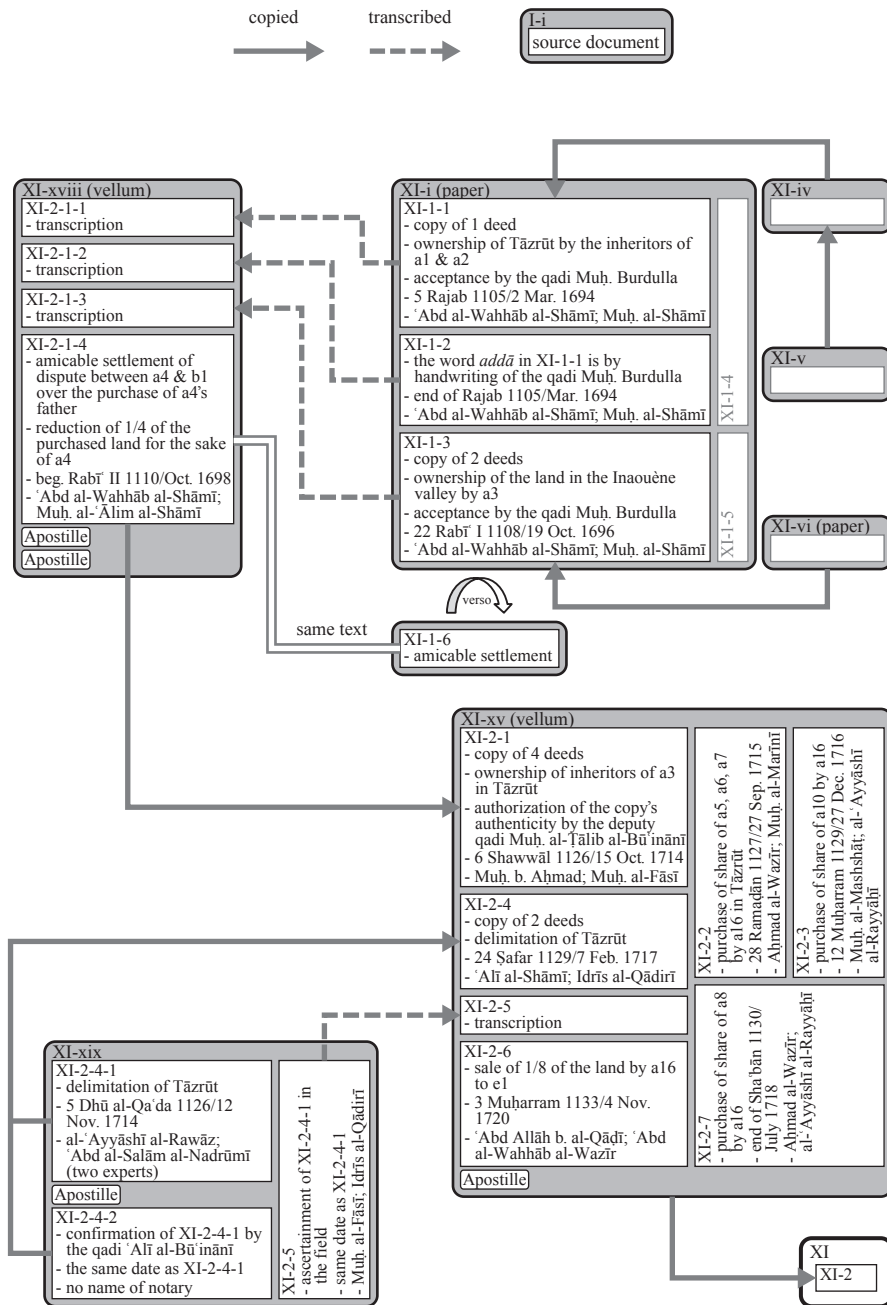 copied
transcribed
I-i
source document
XI-xviii (vellum)
XI-2-1-1
- transcription
XI-2-1-2
- transcription
XI-2-1-3
- transcription
XI-2-1-4
- amicable settlement of
dispute between a4 & b1
over the purchase of a4's
father
- reduction of 1/4 of the
purchased land for the sake
of a4
- beg. Rabīʿ II 1110/Oct. 1698
- ʿAbd al-Wahhāb al-Shāmī;
Muḥ. al-ʿĀlim al-Shāmī
Apostille
Apostille
XI-i (paper)
XI-1-1
- copy of 1 deed
- ownership of Tāzrūt by the inheritors of
a1 & a2
- acceptance by the qadi Muḥ. Burdulla
- 5 Rajab 1105/2 Mar. 1694
- ʿAbd al-Wahhāb al-Shāmī; Muḥ. al-Shāmī
XI-1-2
- the word addā in XI-1-1 is by
handwriting of the qadi Muḥ. Burdulla
- end of Rajab 1105/Mar. 1694
- ʿAbd al-Wahhāb al-Shāmī; Muḥ. al-Shāmī
XI-1-3
- copy of 2 deeds
- ownership of the land in the Inaouène
valley by a3
- acceptance by the qadi Muḥ. Burdulla
- 22 Rabīʿ I 1108/19 Oct. 1696
- ʿAbd al-Wahhāb al-Shāmī; Muḥ. al-Shāmī
XI-1-4
XI-1-5
XI-iv
XI-v
XI-vi (paper)
verso
same text
XI-1-6
- amicable settlement
XI-xv (vellum)
XI-2-1
- copy of 4 deeds
- ownership of inheritors of a3
in Tāzrūt
- authorization of the copy's
authenticity by the deputy
qadi Muḥ. al-Ṭālib al-Būʿinānī
- 6 Shawwāl 1126/15 Oct. 1714
- Muḥ. b. Aḥmad; Muḥ. al-Fāsī
XI-2-4
- copy of 2 deeds
- delimitation of Tāzrūt
- 24 Ṣafar 1129/7 Feb. 1717
- ʿAlī al-Shāmī; Idrīs al-Qādirī
XI-2-5
- transcription
XI-2-6
- sale of 1/8 of the land by a16
to e1
- 3 Muḥarram 1133/4 Nov.
1720
- ʿAbd Allāh b. al-Qāḍī; ʿAbd
al-Wahhāb al-Wazīr
Apostille
XI-2-2
- purchase of share of a5, a6, a7
by a16 in Tāzrūt
- 28 Ramaḍān 1127/27 Sep. 1715
- Aḥmad al-Wazīr; Muḥ. al-Marīnī
XI-2-3
- purchase of share of a10 by a16
- 12 Muḥarram 1129/27 Dec. 1716
- Muḥ. al-Mashshāṭ; al-ʿAyyāshī
al-Rayyāḥī
XI-2-7
- purchase of share of a8
by a16
- end of Shaʿbān 1130/
July 1718
- Aḥmad al-Wazīr;
al-ʿAyyāshī al-Rayyāḥī
XI-xix
XI-2-4-1
- delimitation of Tāzrūt
- 5 Dhū al-Qaʿda 1126/12
Nov. 1714
- al-ʿAyyāshī al-Rawāz;
ʿAbd al-Salām al-Nadrūmī
(two experts)
Apostille
XI-2-4-2
- confirmation of XI-2-4-1 by
the qadi ʿAlī al-Būʿinānī
- the same date as XI-2-4-1
- no name of notary
XI-2-5
- ascertainment of XI-2-4-1 in
the field
- same date as XI-2-4-1
- Muḥ. al-Fāsī; Idrīs al-Qādirī
XI
XI-2